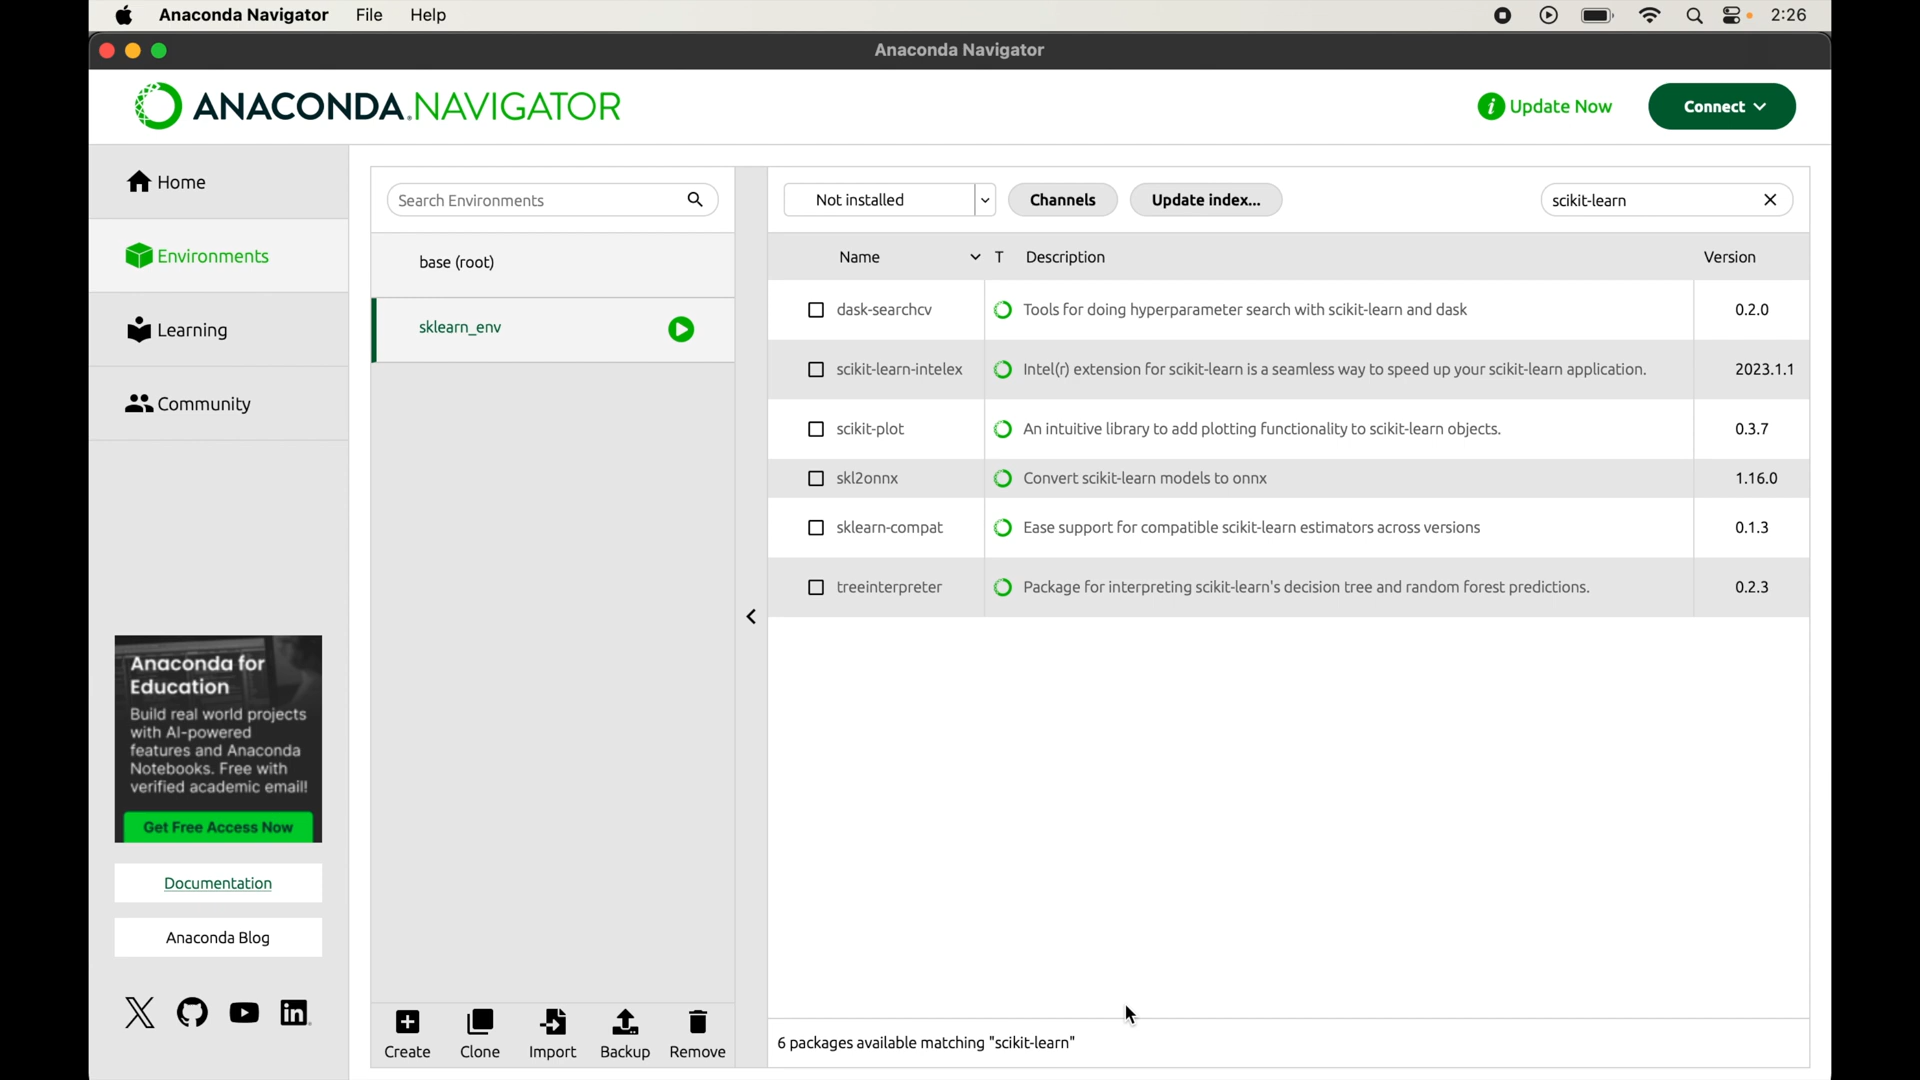 Anaconda Navigator File Help 2:26
Anaconda Navigator
ANACONDA.NAVIGATOR
Update Now
Connect
Home
Environments
Learning
Community
Anaconda for
Education
Build real world projects
with AI-powered
features and Anaconda
Notebooks. Free with
verified academic email!
Get Free Access Now
Documentation
Anaconda Blog
Search Environments
base (root)
sklearn_env
Create Clone Import Backup Remove
Not installed Channels Update index... scikit-learn
Name T Description Version
dask-searchcv Tools for doing hyperparameter search with scikit-learn and dask 0.2.0
scikit-learn-intelex Intel(r) extension for scikit-learn is a seamless way to speed up your scikit-learn application. 2023.1.1
scikit-plot An intuitive library to add plotting functionality to scikit-learn objects. 0.3.7
skl2onnx Convert scikit-learn models to onnx 1.16.0
sklearn-compat Ease support for compatible scikit-learn estimators across versions 0.1.3
treeinterpreter Package for interpreting scikit-learn's decision tree and random forest predictions. 0.2.3
6 packages available matching "scikit-learn"